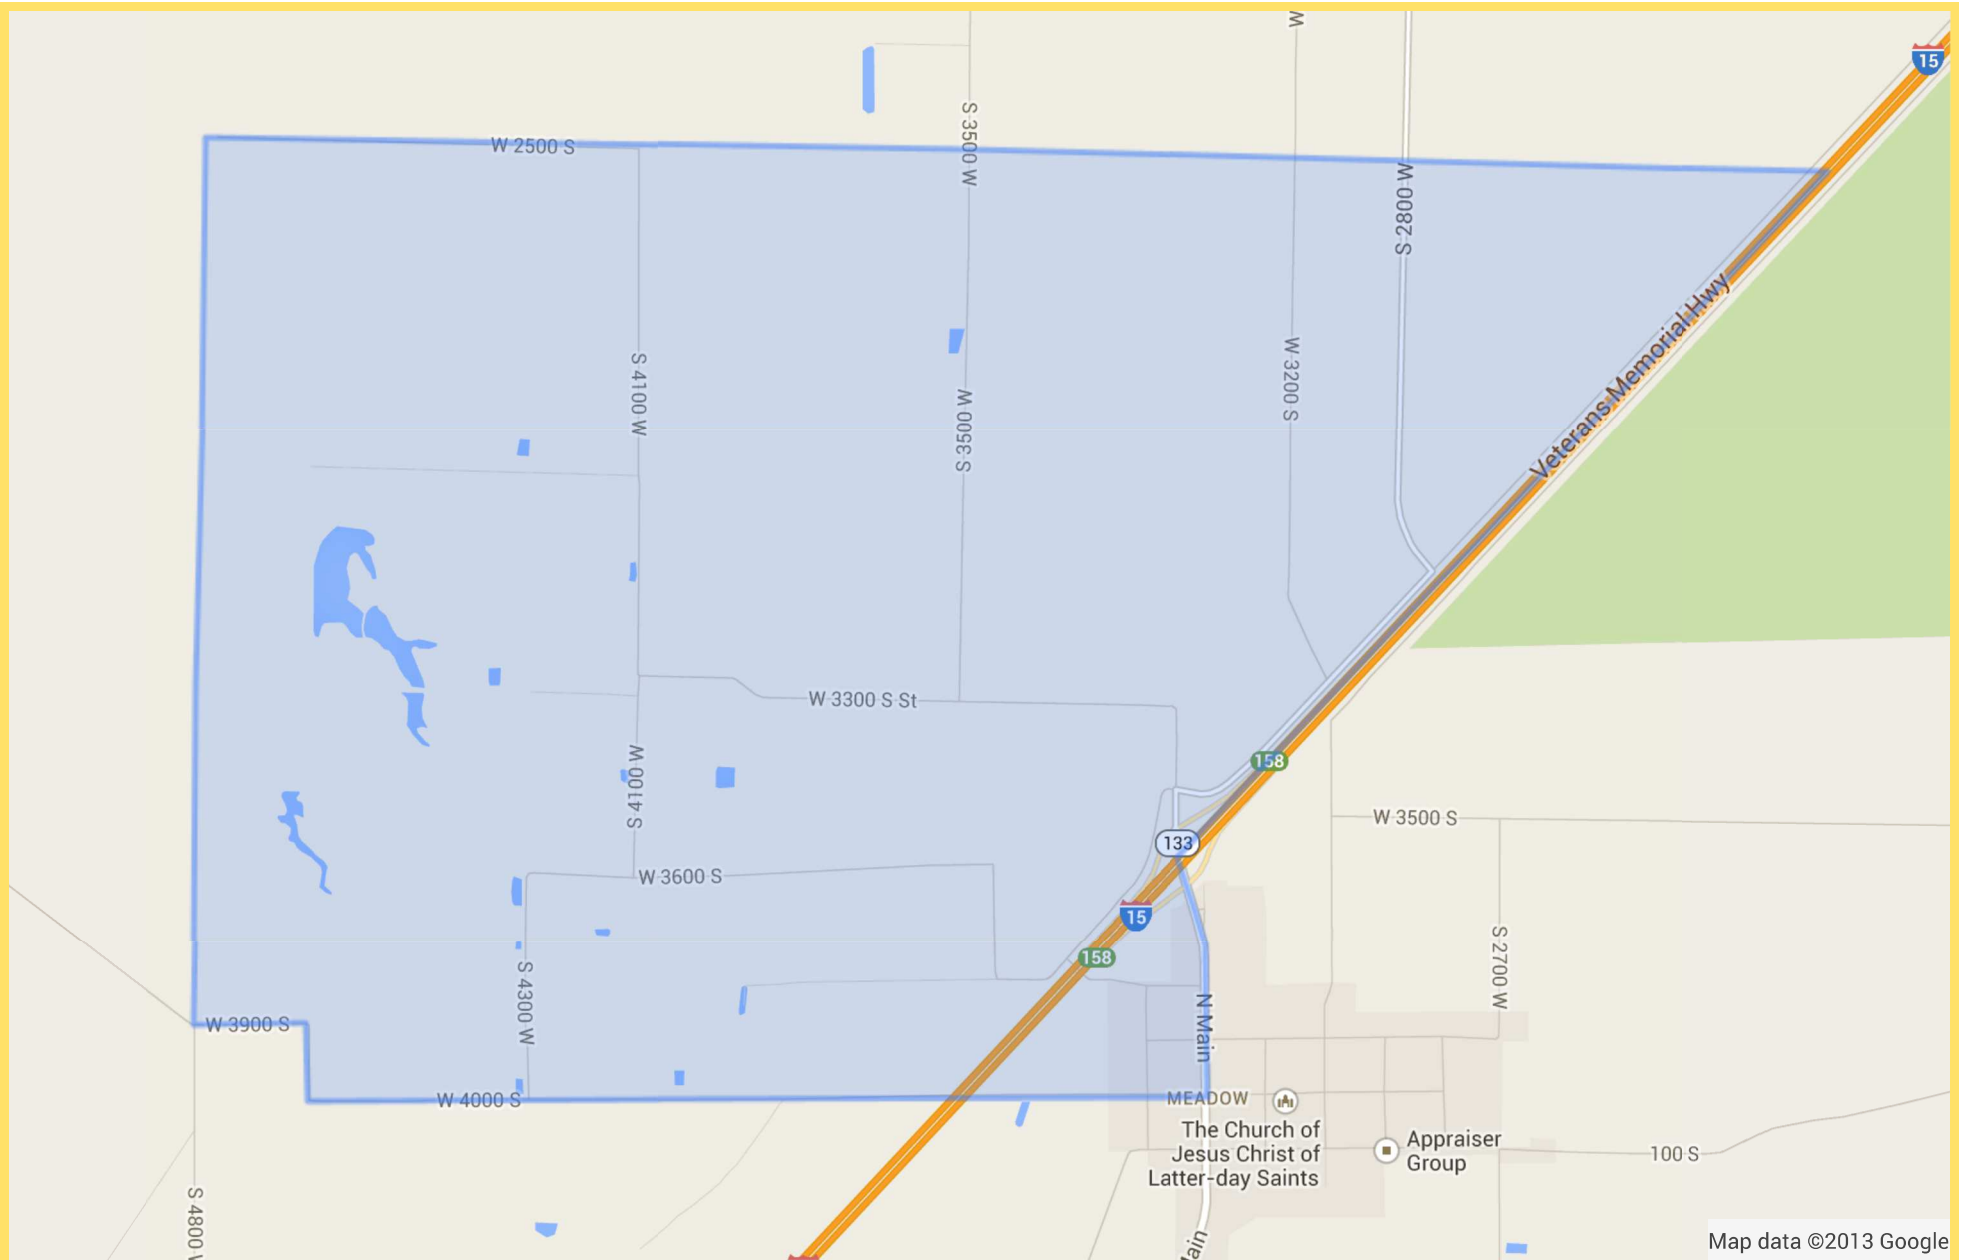 W
15
S 3500 W
W 2500 S
S 2800 W
Veterans Memorial Hwy
W 3200 S
S 4100 W
S 3500 W
W 3300 S St
158
S 4100 W
133
W 3500 S
W 3600 S
15
158
S 2700 W
S 4300 W
N Main
W 3900 S
MEADOW
W 4000 S
The Church of
Jesus Christ of
Latter-day Saints
Appraiser
Group
100 S
S 4800 W
Map data ©2013 Google